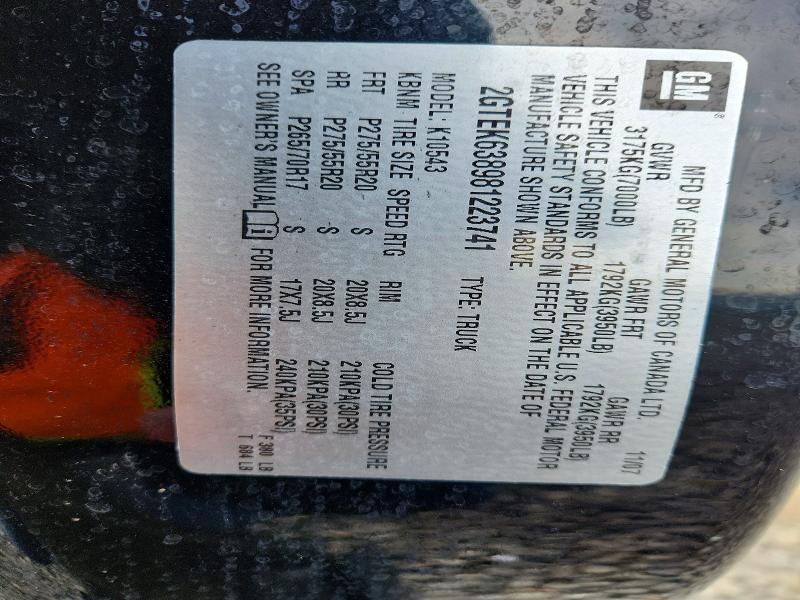 GM®
MFD BY GENERAL MOTORS OF CANADA LTD. 11/07
GVWR GAWR FRT GAWR RR
3175KG(7000LB) 1792KG(3950LB) 1792KG(3950LB)
THIS VEHICLE CONFORMS TO ALL APPLICABLE U.S. FEDERAL MOTOR
VEHICLE SAFETY STANDARDS IN EFFECT ON THE DATE OF
MANUFACTURE SHOWN ABOVE.
2GTEK638981223741 TYPE: TRUCK
MODEL: K10543
KBNM TIRE SIZE SPEED RTG RIM COLD TIRE PRESSURE
FRT P275/55R20 S 20X8.5J 210KPA(30PSI)
RR P275/55R20 S 20X8.5J 210KPA(30PSI)
SPA P265/70R17 S 17X7.5J 240KPA(35PSI)
SEE OWNER'S MANUAL i FOR MORE INFORMATION. F 300 LB
T 684 LB